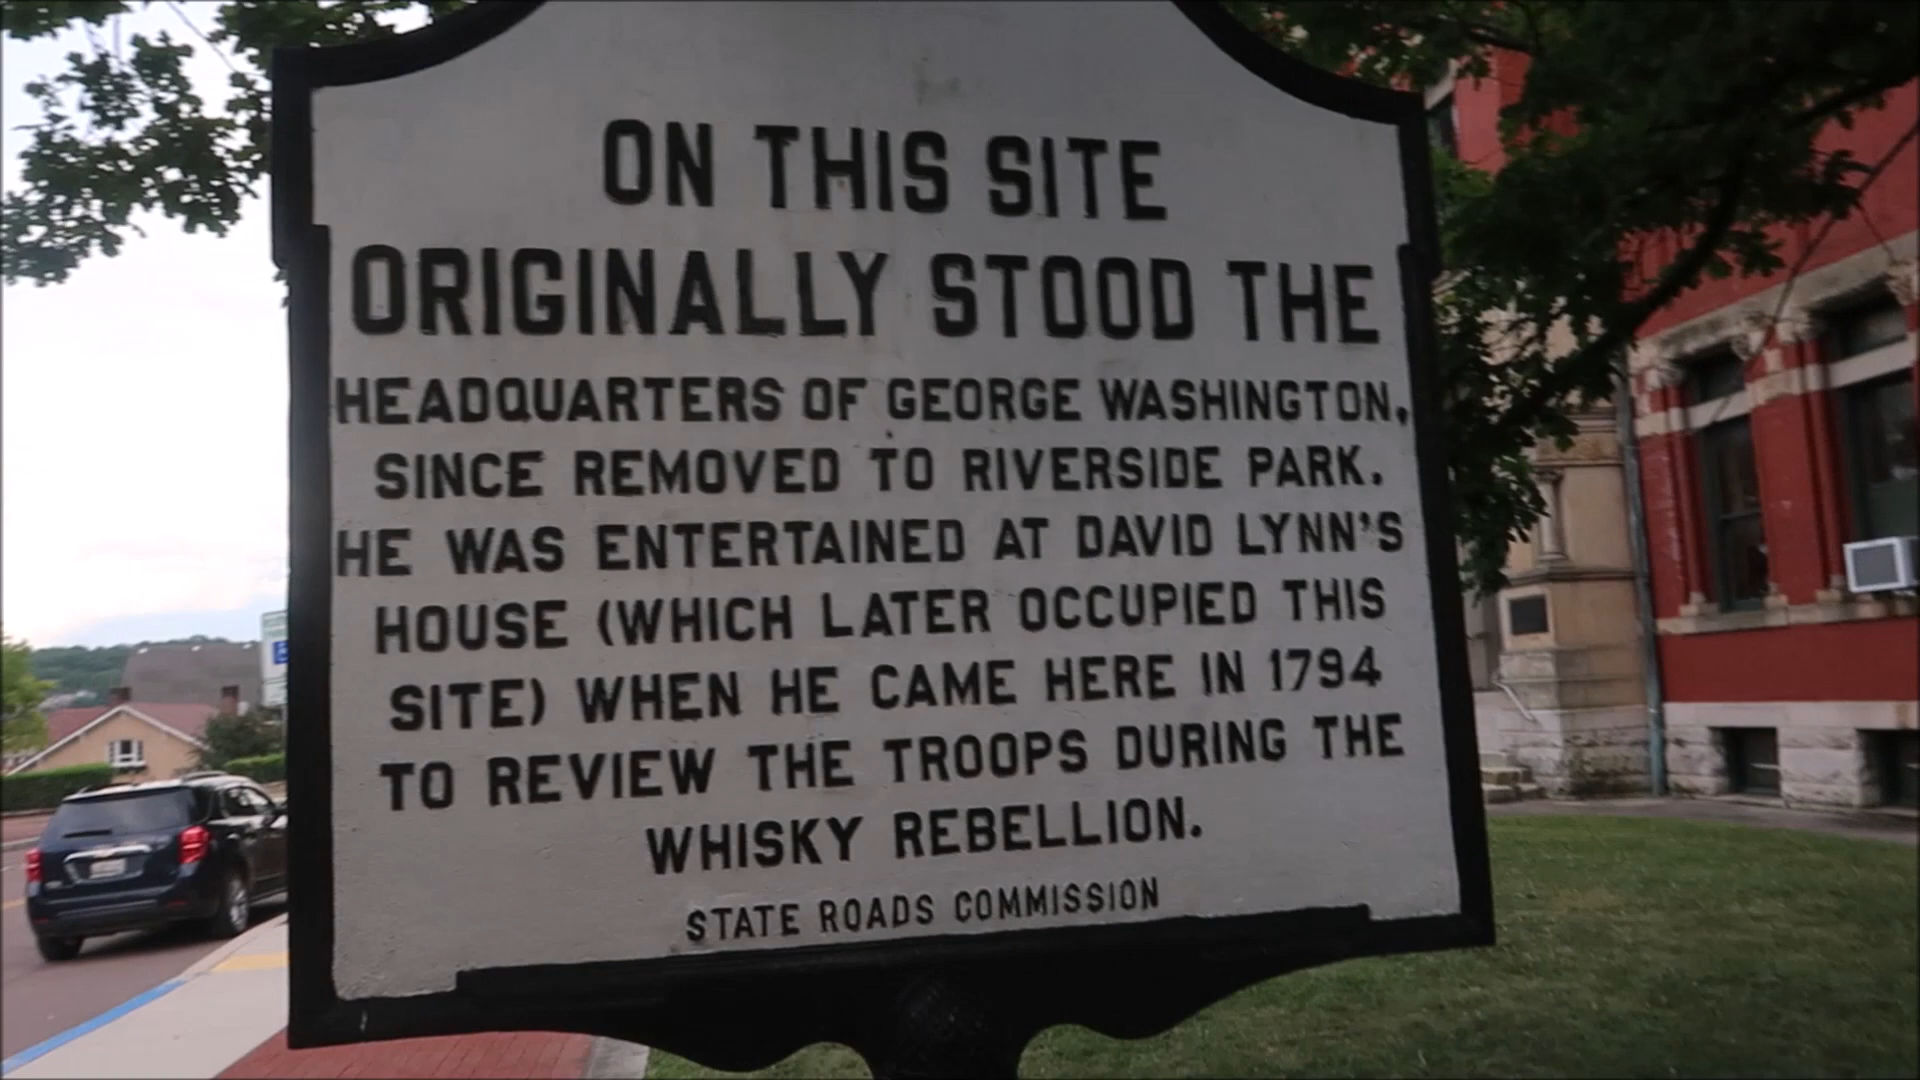 ON THIS SITE
ORIGINALLY STOOD THE
HEADQUARTERS OF GEORGE WASHINGTON,
SINCE REMOVED TO RIVERSIDE PARK.
HE WAS ENTERTAINED AT DAVID LYNN'S
HOUSE (WHICH LATER OCCUPIED THIS
SITE) WHEN HE CAME HERE IN 1794
TO REVIEW THE TROOPS DURING THE
WHISKY REBELLION.
STATE ROADS COMMISSION